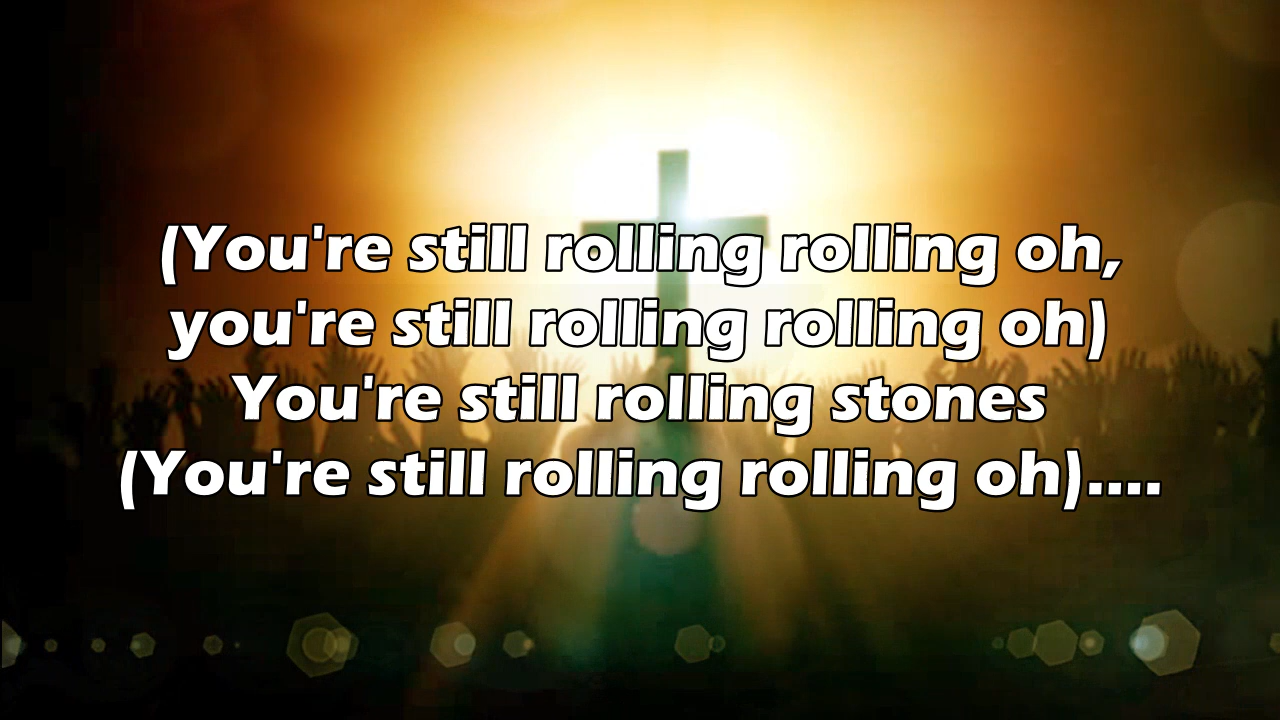 (You're still rolling rolling oh,
you're still rolling rolling oh)
You're still rolling stones
(You're still rolling rolling oh)....